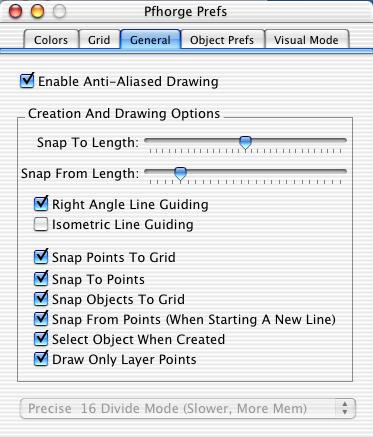 Pfhorge Prefs
Colors Grid General Object Prefs Visual Mode
Enable Anti-Aliased Drawing
Creation And Drawing Options
Snap To Length:
Snap From Length:
Right Angle Line Guiding
Isometric Line Guiding
Snap Points To Grid
Snap To Points
Snap Objects To Grid
Snap From Points (When Starting A New Line)
Select Object When Created
Draw Only Layer Points
Precise 16 Divide Mode (Slower, More Mem)